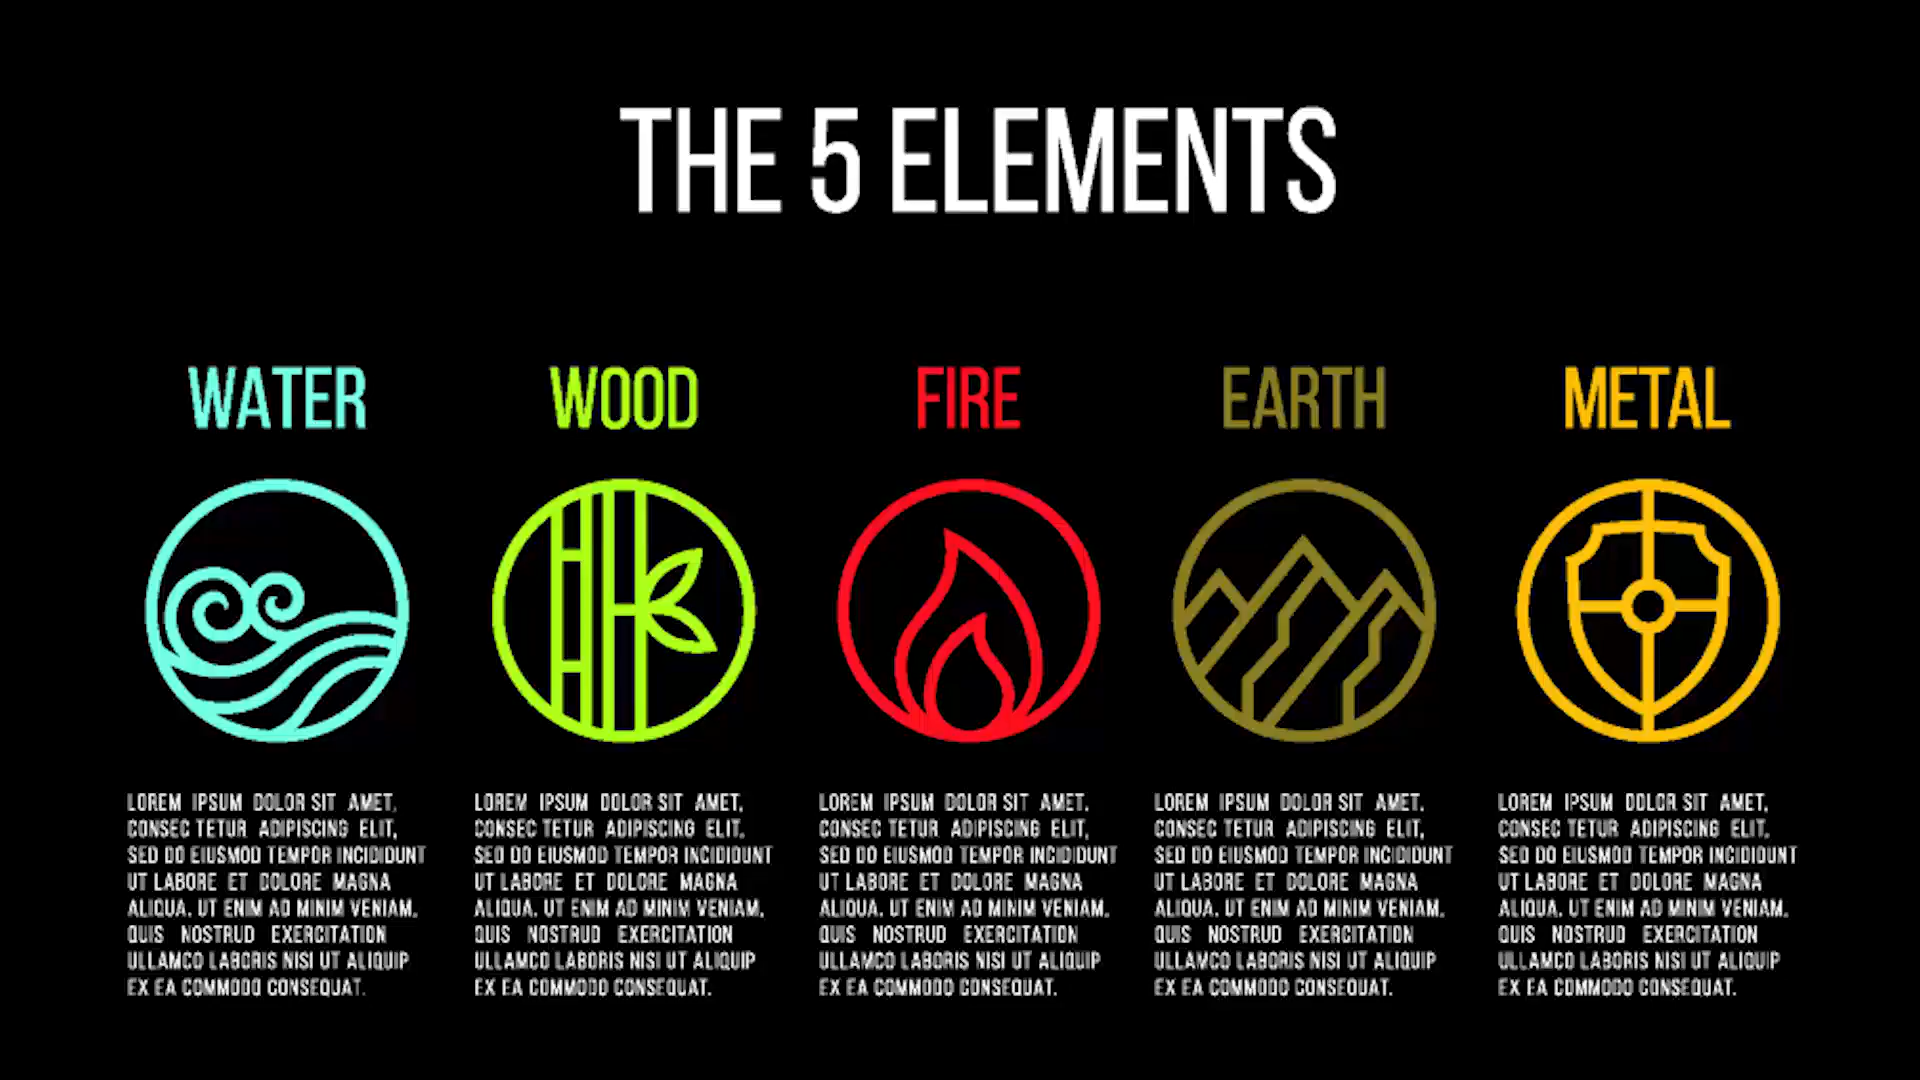 THE 5 ELEMENTS
WATER
LOREM IPSUM DOLOR SIT AMET,
CONSEC TETUR ADIPISCING ELIT,
SED DO EIUSMOD TEMPOR INCIDIDUNT
UT LABORE ET DOLORE MAGNA
ALIQUA. UT ENIM AD MINIM VENIAM,
QUIS NOSTRUD EXERCITATION
ULLAMCO LABORIS NISI UT ALIQUIP
EX EA COMMODO CONSEQUAT.
WOOD
LOREM IPSUM DOLOR SIT AMET,
CONSEC TETUR ADIPISCING ELIT,
SED DO EIUSMOD TEMPOR INCIDIDUNT
UT LABORE ET DOLORE MAGNA
ALIQUA. UT ENIM AD MINIM VENIAM,
QUIS NOSTRUD EXERCITATION
ULLAMCO LABORIS NISI UT ALIQUIP
EX EA COMMODO CONSEQUAT.
FIRE
LOREM IPSUM DOLOR SIT AMET,
CONSEC TETUR ADIPISCING ELIT,
SED DO EIUSMOD TEMPOR INCIDIDUNT
UT LABORE ET DOLORE MAGNA
ALIQUA. UT ENIM AD MINIM VENIAM,
QUIS NOSTRUD EXERCITATION
ULLAMCO LABORIS NISI UT ALIQUIP
EX EA COMMODO CONSEQUAT.
EARTH
LOREM IPSUM DOLOR SIT AMET,
CONSEC TETUR ADIPISCING ELIT,
SED DO EIUSMOD TEMPOR INCIDIDUNT
UT LABORE ET DOLORE MAGNA
ALIQUA. UT ENIM AD MINIM VENIAM,
QUIS NOSTRUD EXERCITATION
ULLAMCO LABORIS NISI UT ALIQUIP
EX EA COMMODO CONSEQUAT.
METAL
LOREM IPSUM DOLOR SIT AMET,
CONSEC TETUR ADIPISCING ELIT,
SED DO EIUSMOD TEMPOR INCIDIDUNT
UT LABORE ET DOLORE MAGNA
ALIQUA. UT ENIM AD MINIM VENIAM,
QUIS NOSTRUD EXERCITATION
ULLAMCO LABORIS NISI UT ALIQUIP
EX EA COMMODO CONSEQUAT.